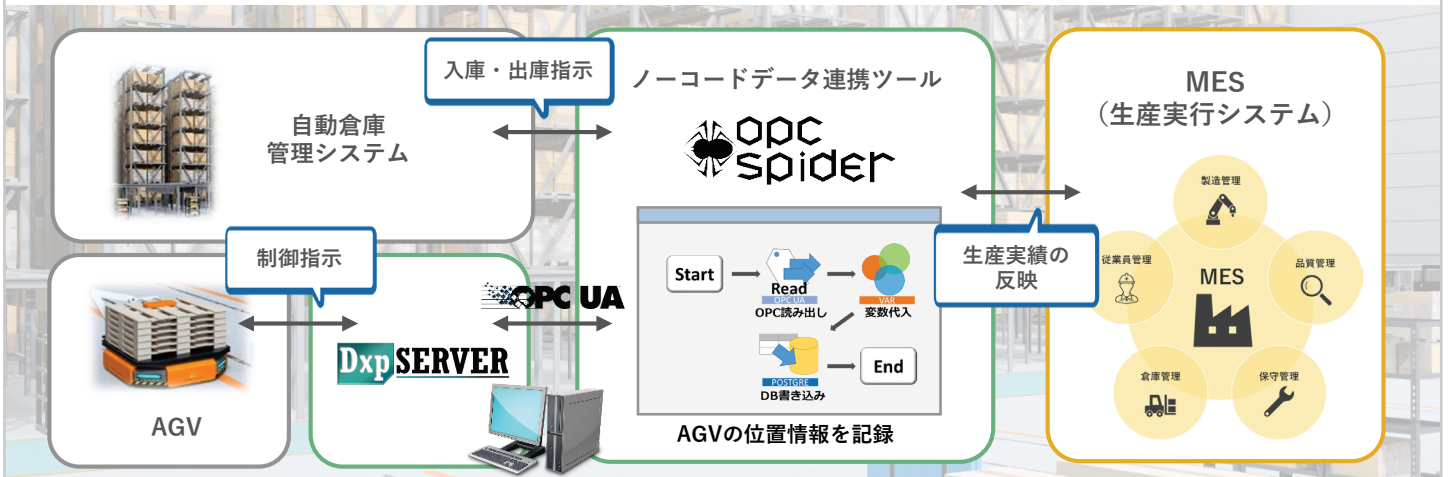 入庫・出庫指示
自動倉庫
管理システム
ノーコードデータ連携ツール
opc
spider
MES
（生産実行システム）
制御指示
AGV
OPC UA
DxpSERVER
Start
Read
OPC UA
OPC読み出し
VAR
変数代入
POSTGRE
DB書き込み
End
AGVの位置情報を記録
生産実績の
反映
製造管理
従業員管理
品質管理
MES
倉庫管理
保守管理